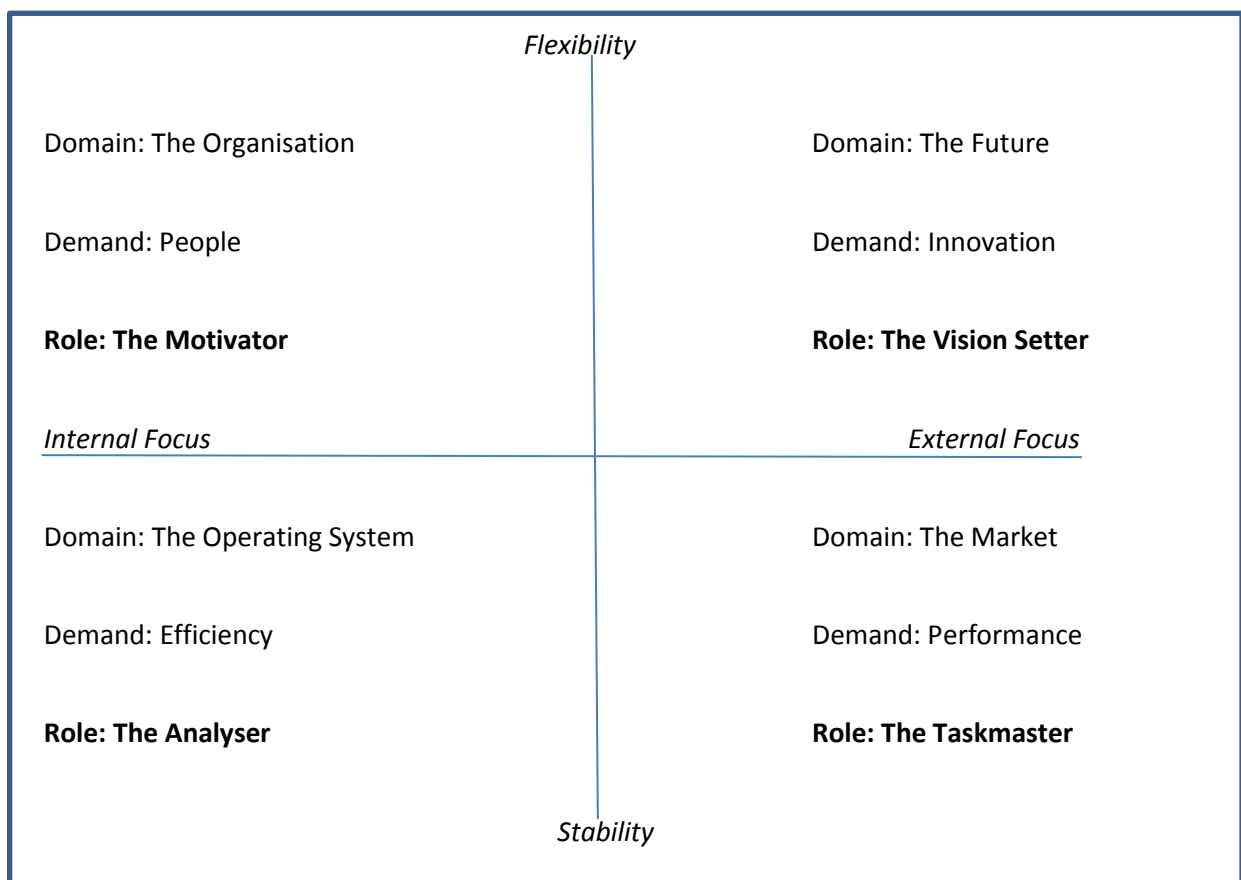 Flexibility
Domain: The Organisation
Domain: The Future
Demand: People
Demand: Innovation
Role: The Motivator
Role: The Vision Setter
Internal Focus
External Focus
Domain: The Operating System
Domain: The Market
Demand: Efficiency
Demand: Performance
Role: The Analyser
Role: The Taskmaster
Stability